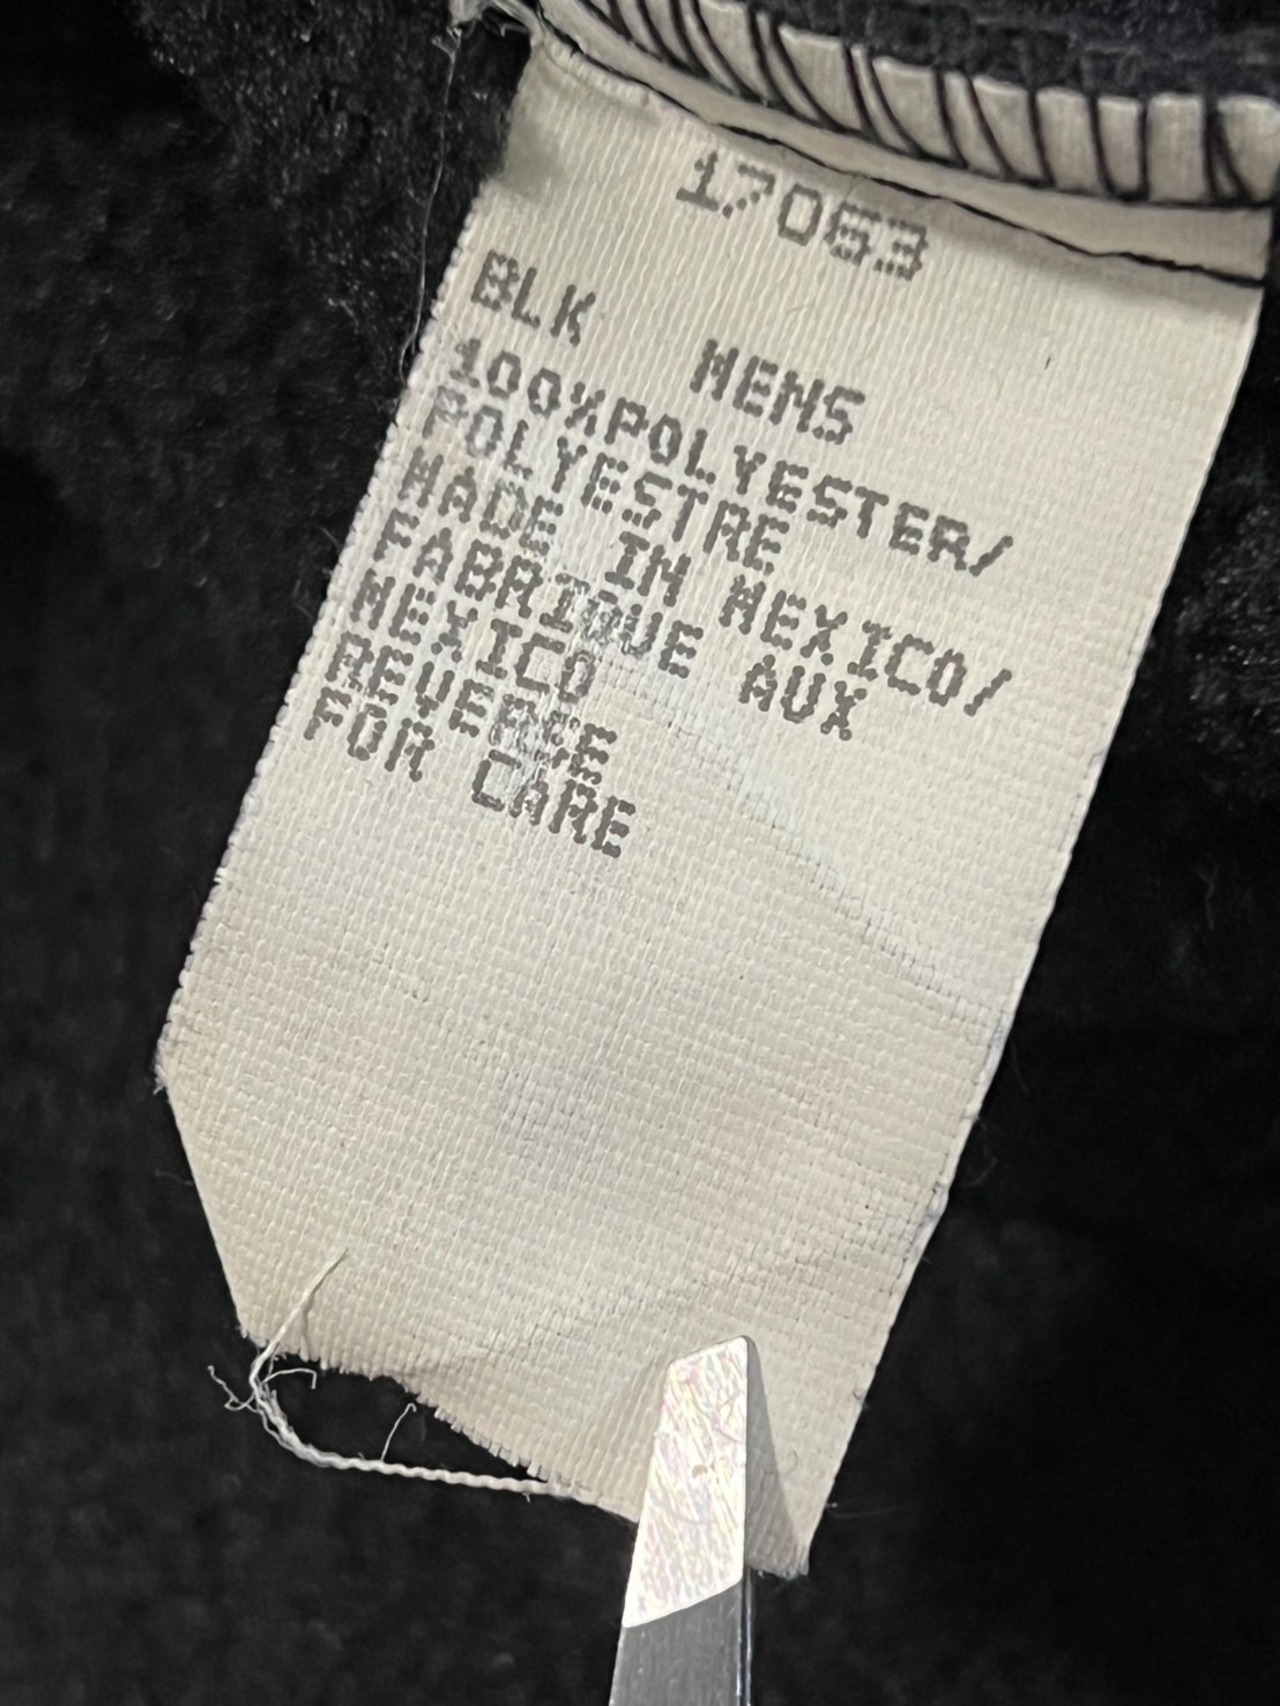 17063
BLK MENS
100%POLYESTER/
POLYESTRE
MADE IN MEXICO/
FABRIQUE AUX
MEXICO
REVERSE
FOR CARE